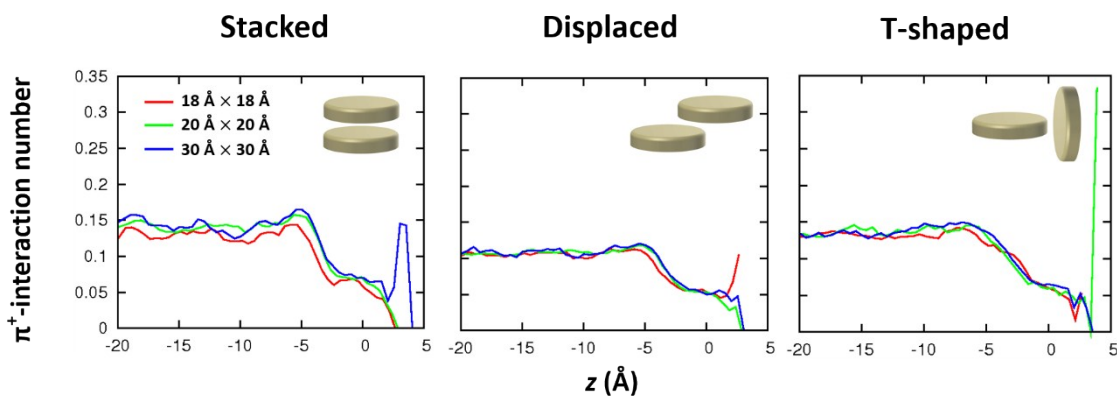 Stacked
Displaced
T-shaped
π⁺-interaction number
0.35
0.3
0.25
0.2
0.15
0.1
0.05
0
18 Å × 18 Å
20 Å × 20 Å
30 Å × 30 Å
-20 -15 -10 -5 0 5
-20 -15 -10 -5 0 5
-20 -15 -10 -5 0 5
z (Å)